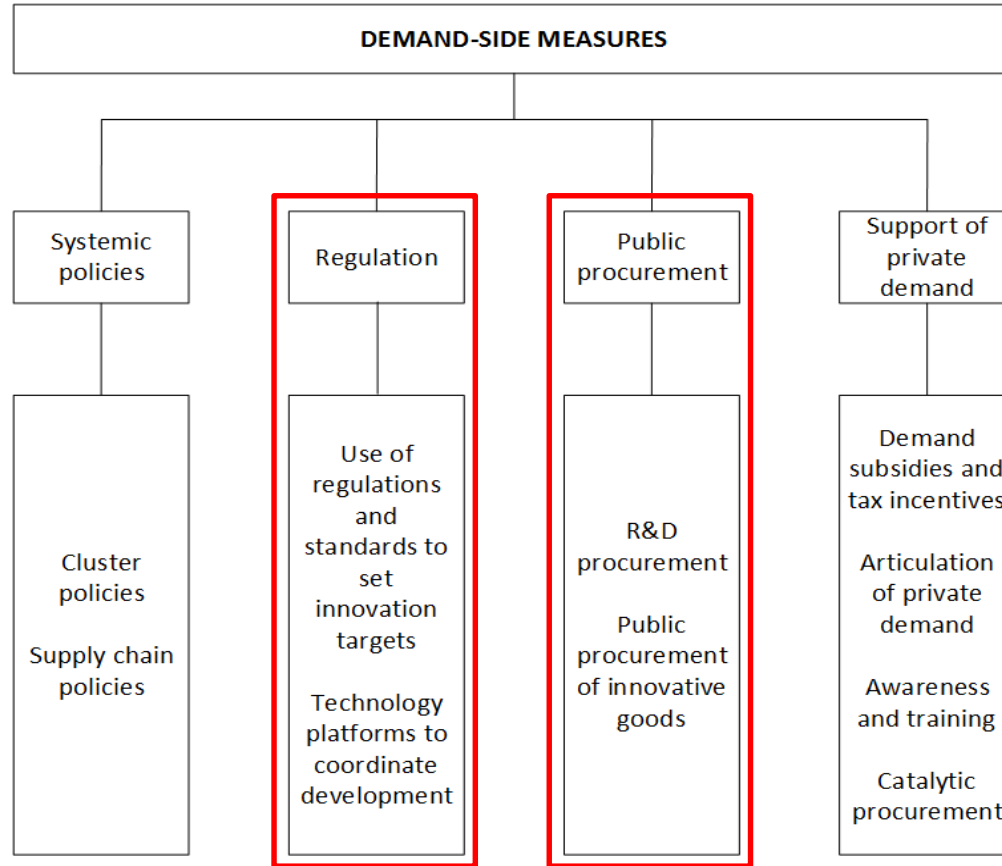 DEMAND-SIDE MEASURES
Systemic
policies
Regulation
Public
procurement
Support of
private
demand
Cluster
policies
Supply chain
policies
Use of
regulations
and
standards to
set
innovation
targets
Technology
platforms to
coordinate
development
R&D
procurement
Public
procurement
of innovative
goods
Demand
subsidies and
tax incentives
Articulation
of private
demand
Awareness
and training
Catalytic
procurement